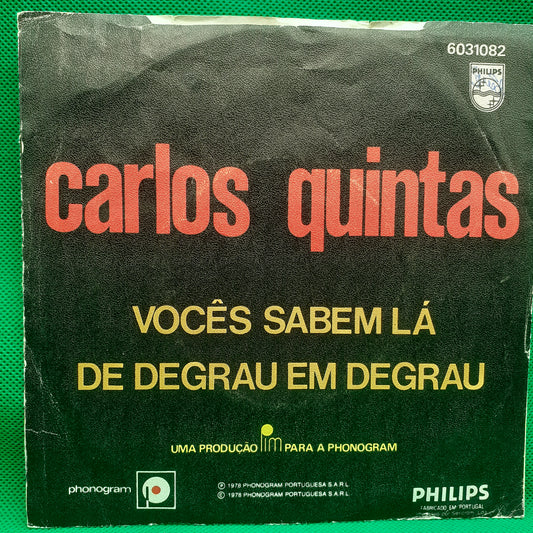 6031082
PHILIPS
carlos quintas
VOCÊS SABEM LÁ
DE DEGRAU EM DEGRAU
UMA PRODUÇÃO im PARA A PHONOGRAM
phonogram
Ⓟ 1978 PHONOGRAM PORTUGUESA S.A.R.L
© 1978 PHONOGRAM PORTUGUESA S.A.R.L
PHILIPS
FABRICADO EM PORTUGAL